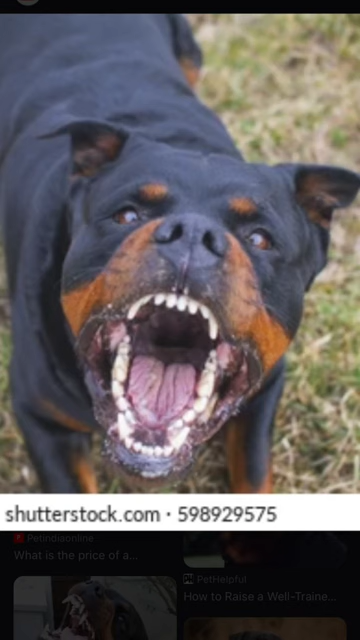 shutterstock.com · 598929575
Petindiaonline
What is the price of a...
PetHelpful
How to Raise a Well-Traine...